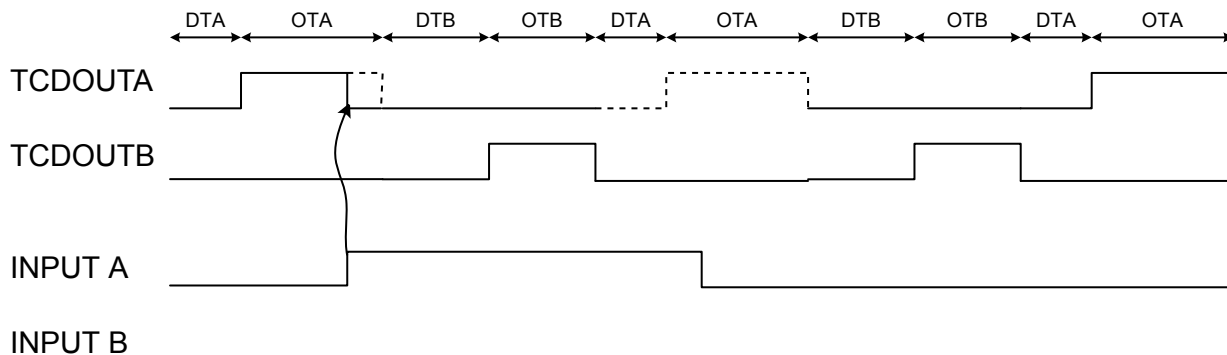 DTA OTA DTB OTB DTA OTA DTB OTB DTA OTA
TCDOUTA
TCDOUTB
INPUT A
INPUT B